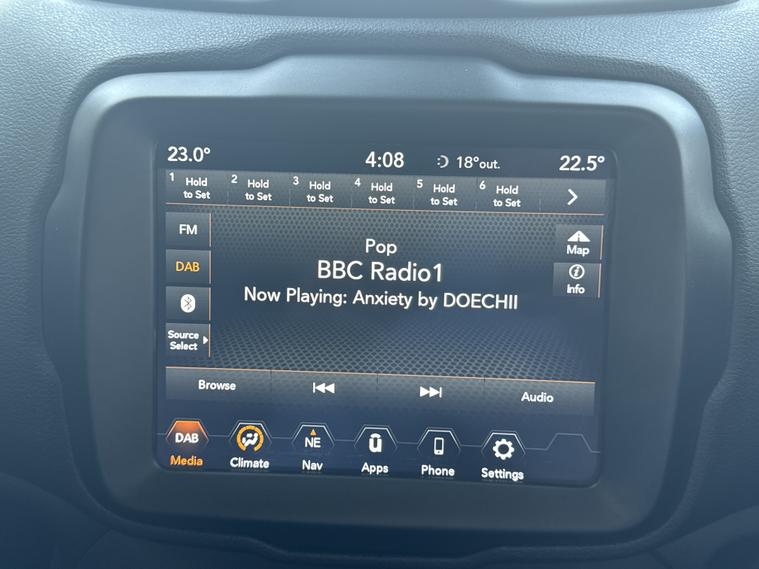 23.0° 4:08 18°out. 22.5°
1 Hold to Set 2 Hold to Set 3 Hold to Set 4 Hold to Set 5 Hold to Set 6 Hold to Set
FM
Pop
Map
DAB
BBC Radio1
Info
Now Playing: Anxiety by DOECHII
Source Select
Browse Audio
DAB NE
Media Climate Nav Apps Phone Settings